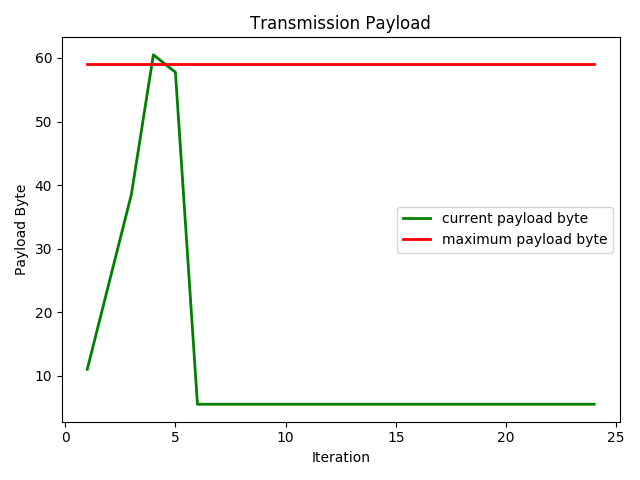 Transmission Payload
Payload Byte
60
50
40
30
20
10
current payload byte
maximum payload byte
0
5
10
15
20
25
Iteration